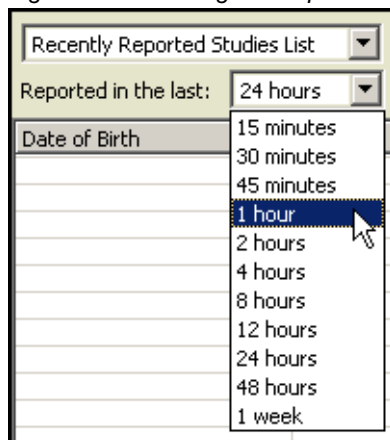 Recently Reported Studies List
Reported in the last: 24 hours
Date of Birth
15 minutes
30 minutes
45 minutes
1 hour
2 hours
4 hours
8 hours
12 hours
24 hours
48 hours
1 week